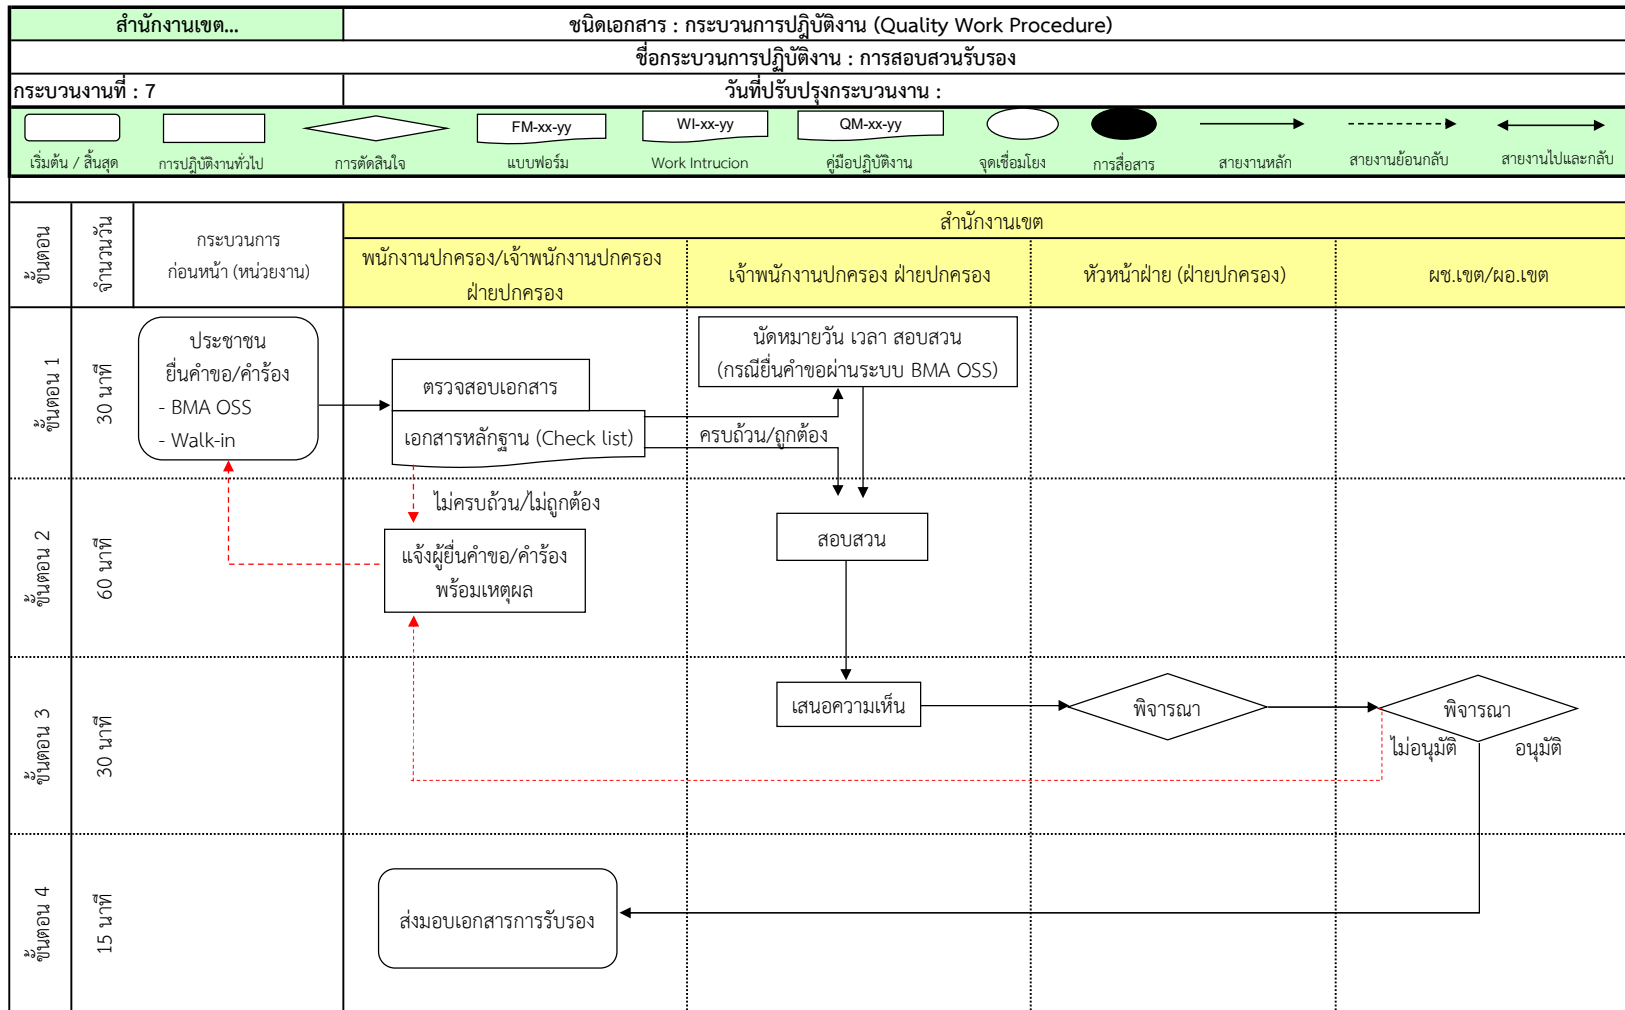 สำนักงานเขต...
ชนิดเอกสาร : กระบวนการปฎิบัติงาน (Quality Work Procedure)
ชื่อกระบวนการปฏิบัติงาน : การสอบสวนรับรอง
กระบวนงานที่ : 7
วันที่ปรับปรุงกระบวนงาน :
FM-xx-yy
WI-xx-yy
QM-xx-yy
เริ่มต้น / สิ้นสุด
การปฎิบัติงานทั่วไป
การตัดสินใจ
แบบฟอร์ม
Work Intrucion
คู่มือปฏิบัติงาน
จุดเชื่อมโยง
การสื่อสาร
สายงานหลัก
สายงานย้อนกลับ
สายงานไปและกลับ
ขั้นตอน
จำนวนวัน
กระบวนการ
ก่อนหน้า (หน่วยงาน)
สำนักงานเขต
พนักงานปกครอง/เจ้าพนักงานปกครอง
ฝ่ายปกครอง
เจ้าพนักงานปกครอง ฝ่ายปกครอง
หัวหน้าฝ่าย (ฝ่ายปกครอง)
ผช.เขต/ผอ.เขต
ขั้นตอน 1
30 นาที
ประชาชน
ยื่นคำขอ/คำร้อง
- BMA OSS
- Walk-in
ตรวจสอบเอกสาร
เอกสารหลักฐาน (Check list)
นัดหมายวัน เวลา สอบสวน
(กรณียื่นคำขอผ่านระบบ BMA OSS)
ครบถ้วน/ถูกต้อง
ขั้นตอน 2
60 นาที
ไม่ครบถ้วน/ไม่ถูกต้อง
แจ้งผู้ยื่นคำขอ/คำร้อง
พร้อมเหตุผล
สอบสวน
ขั้นตอน 3
30 นาที
เสนอความเห็น
พิจารณา
พิจารณา
ไม่อนุมัติ
อนุมัติ
ขั้นตอน 4
15 นาที
ส่งมอบเอกสารการรับรอง